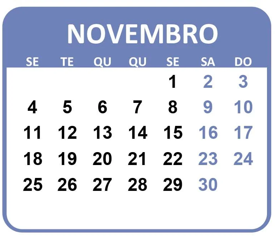 NOVEMBRO
SE TE QU QU SE SA DO
1 2 3
4 5 6 7 8 9 10
11 12 13 14 15 16 17
18 19 20 21 22 23 24
25 26 27 28 29 30